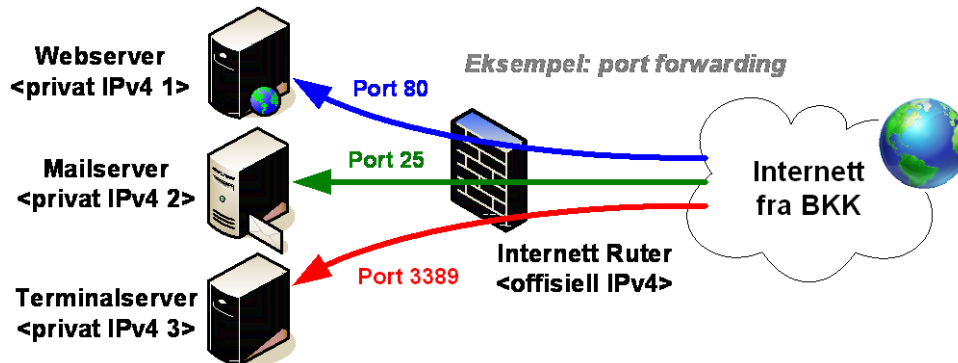 Webserver
<privat IPv4 1>
Eksempel: port forwarding
Port 80
Mailserver
<privat IPv4 2>
Port 25
Internett
fra BKK
Internett Ruter
<offisiell IPv4>
Port 3389
Terminalserver
<privat IPv4 3>